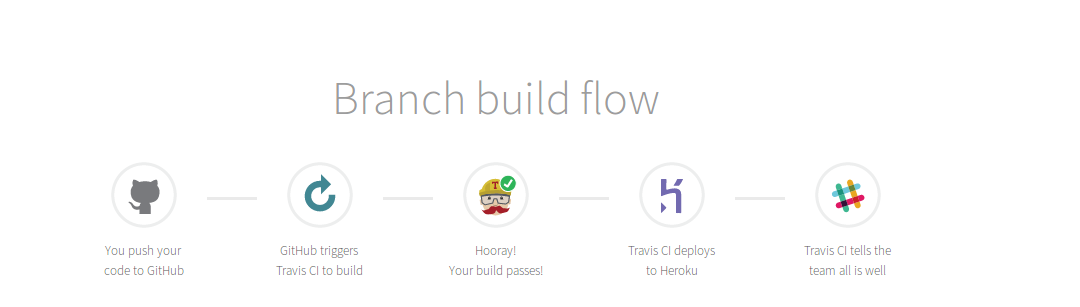 Branch build flow
You push your
code to GitHub
GitHub triggers
Travis CI to build
Hooray!
Your build passes!
Travis CI deploys
to Heroku
Travis CI tells the
team all is well